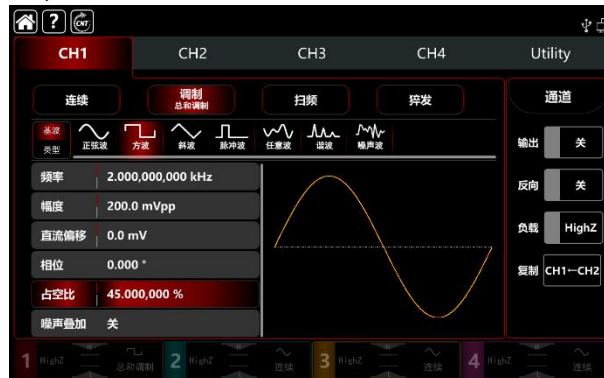 CNT
CH1 CH2 CH3 CH4 Utility
连续 调制 总和调制 扫频 猝发 通道
基波 类型 正弦波 方波 斜波 脉冲波 任意波 谐波 噪声波
输出 关
频率 2.000,000,000 kHz
反向 关
幅度 200.0 mVpp
负载 HighZ
直流偏移 0.0 mV
相位 0.000 °
复制 CH1←CH2
占空比 45.000,000 %
噪声叠加 关
1 HighZ 总和调制 2 HighZ 连续 3 HighZ 连续 4 HighZ 连续